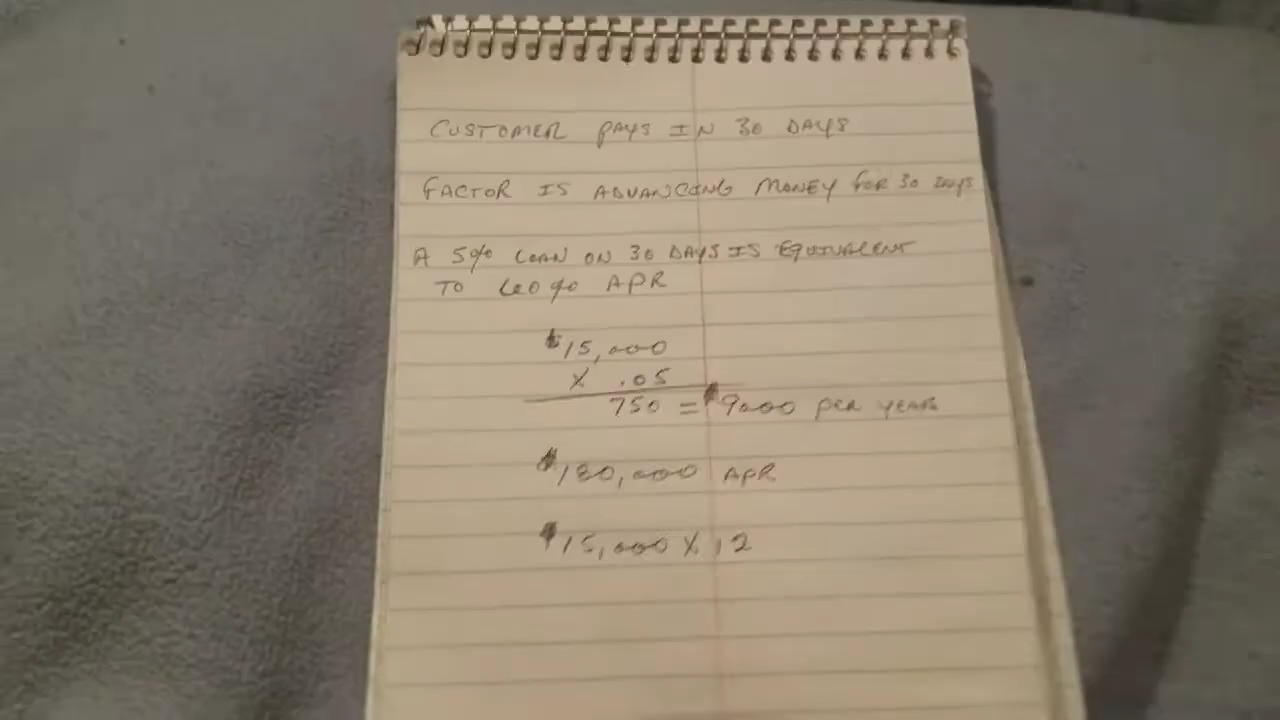 CUSTOMER PAYS IN 30 DAYS
FACTOR IS ADVANCING MONEY FOR 30 DAYS
A 5% LOAN ON 30 DAYS IS EQUIVALENT
TO 60% APR
$15,000
X .05
750 = $9000 PER YEAR
$180,000 APR
$15,000 X 12